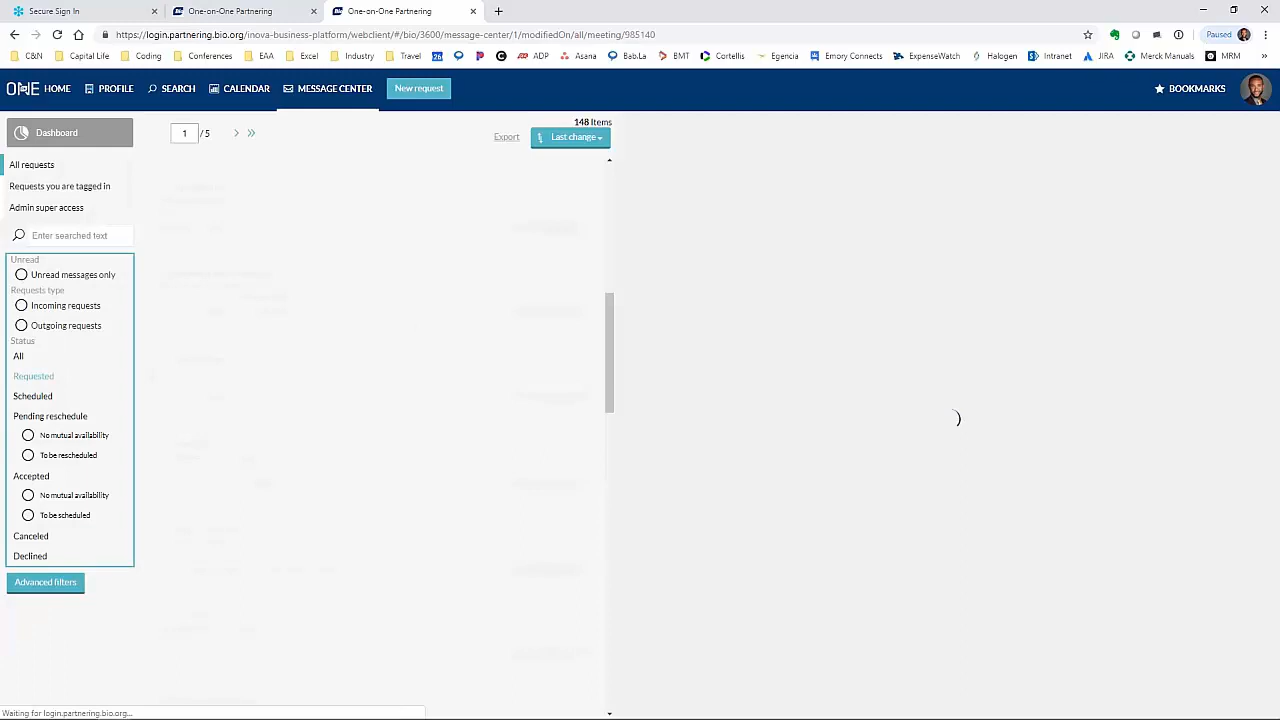 Secure Sign In
One-on-One Partnering
One-on-One Partnering
https://login.partnering.bio.org/inova-business-platform/webclient/#/bio/3600/message-center/1/modifiedOn/all/meeting/985140
Paused
C&N
Capital Life
Coding
Conferences
EAA
Excel
Industry
Travel
26
ADP
Asana
Bab.La
BMT
Cortellis
Egencia
Emory Connects
ExpenseWatch
Halogen
Intranet
JIRA
Merck Manuals
MRM
ONE HOME
PROFILE
SEARCH
CALENDAR
MESSAGE CENTER
New request
BOOKMARKS
Dashboard
1 / 5
148 Items
Export
Last change
All requests
Requests you are tagged in
Admin super access
Enter searched text
Unread
Unread messages only
Requests type
Incoming requests
Outgoing requests
Status
All
Requested
Scheduled
Pending reschedule
No mutual availability
To be rescheduled
Accepted
No mutual availability
To be scheduled
Canceled
Declined
Advanced filters
Waiting for login.partnering.bio.org...